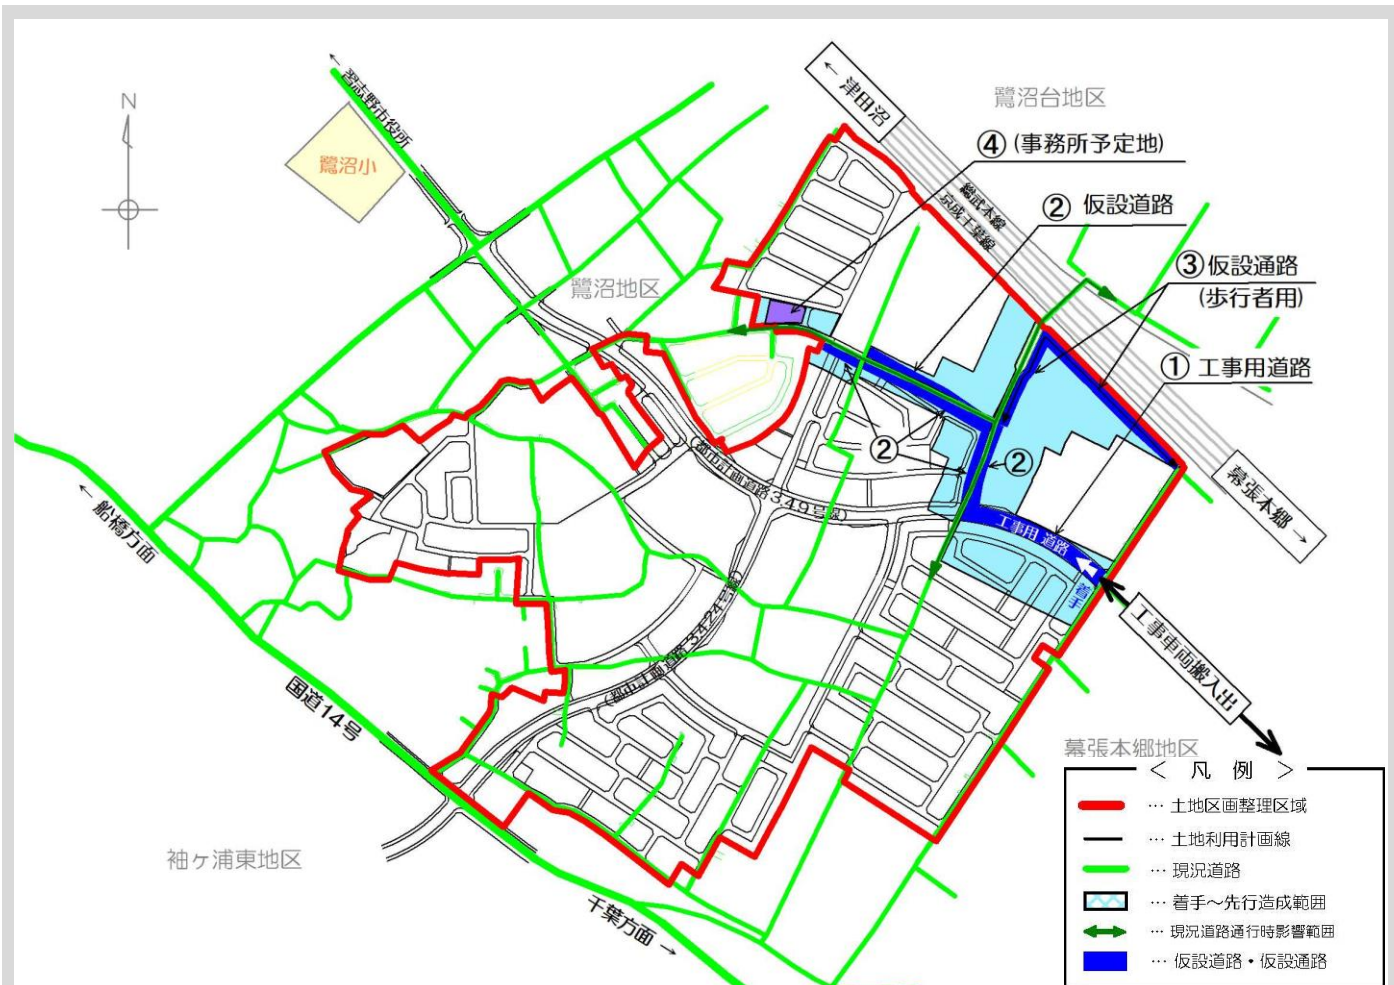 N
← 習志野市役所
鷺沼小
← 津田沼
鷺沼台地区
④ (事務所予定地)
総武本線
京成千葉線
② 仮設道路
③仮設通路
(歩行者用)
① 工事用道路
鷺沼地区
②
②
幕張本郷 →
(都市計画道路3・4・9号線)
工事用 道路
着手
← 船橋方面
(都市計画道路 3・4・24号線)
工事車両搬入出
国道14号
幕張本郷地区
袖ヶ浦東地区
千葉方面 →
< 凡 例 >
… 土地区画整理区域
… 土地利用計画線
… 現況道路
… 着手～先行造成範囲
… 現況道路通行時影響範囲
… 仮設道路・仮設通路